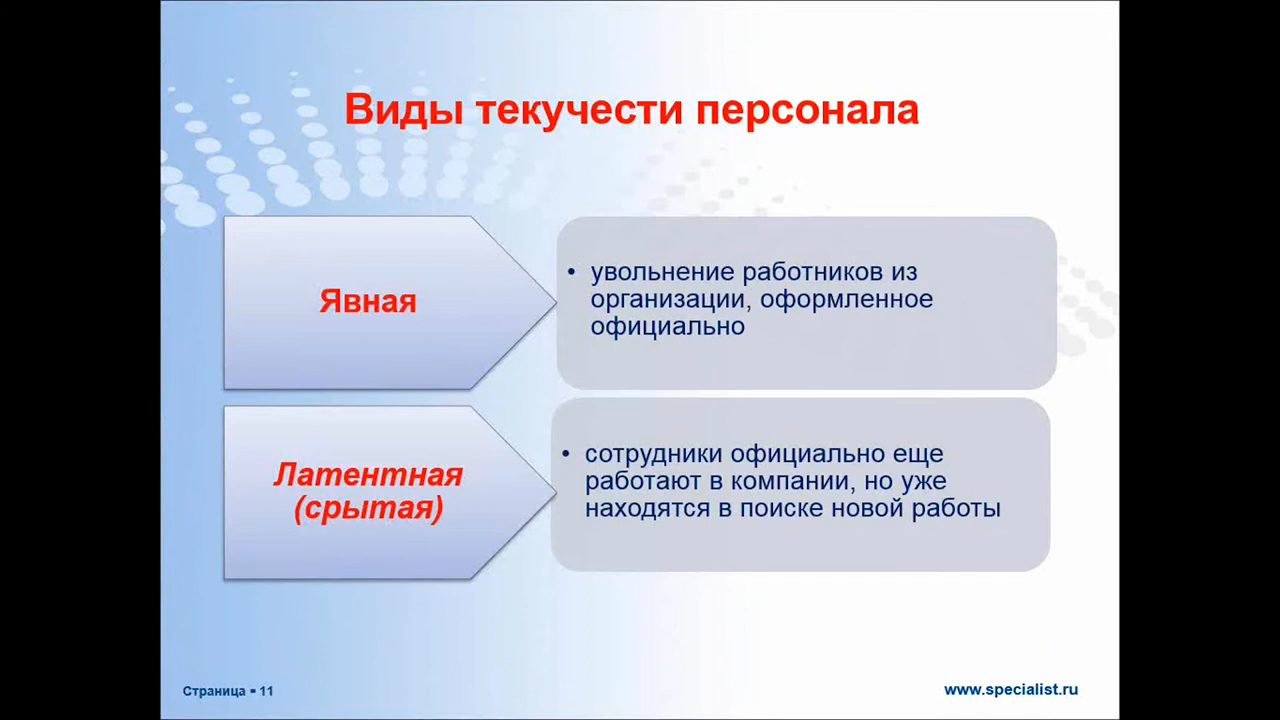 Виды текучести персонала
Явная
• увольнение работников из
организации, оформленное
официально
Латентная
(срытая)
• сотрудники официально еще
работают в компании, но уже
находятся в поиске новой работы
Страница ▪ 11
www.specialist.ru